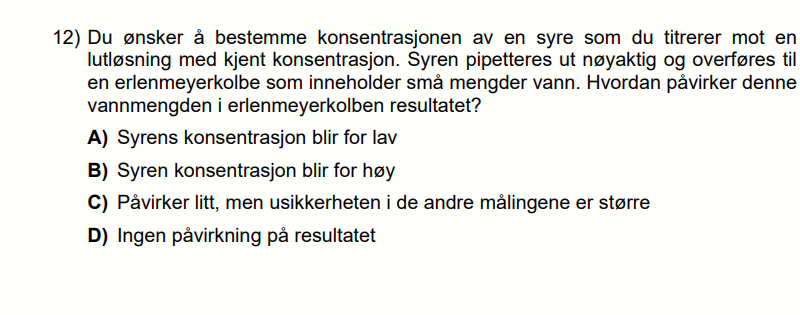 12) Du ønsker å bestemme konsentrasjonen av en syre som du titrerer mot en
lutløsning med kjent konsentrasjon. Syren pipetteres ut nøyaktig og overføres til
en erlenmeyerkolbe som inneholder små mengder vann. Hvordan påvirker denne
vannmengden i erlenmeyerkolben resultatet?
A) Syrens konsentrasjon blir for lav
B) Syren konsentrasjon blir for høy
C) Påvirker litt, men usikkerheten i de andre målingene er større
D) Ingen påvirkning på resultatet